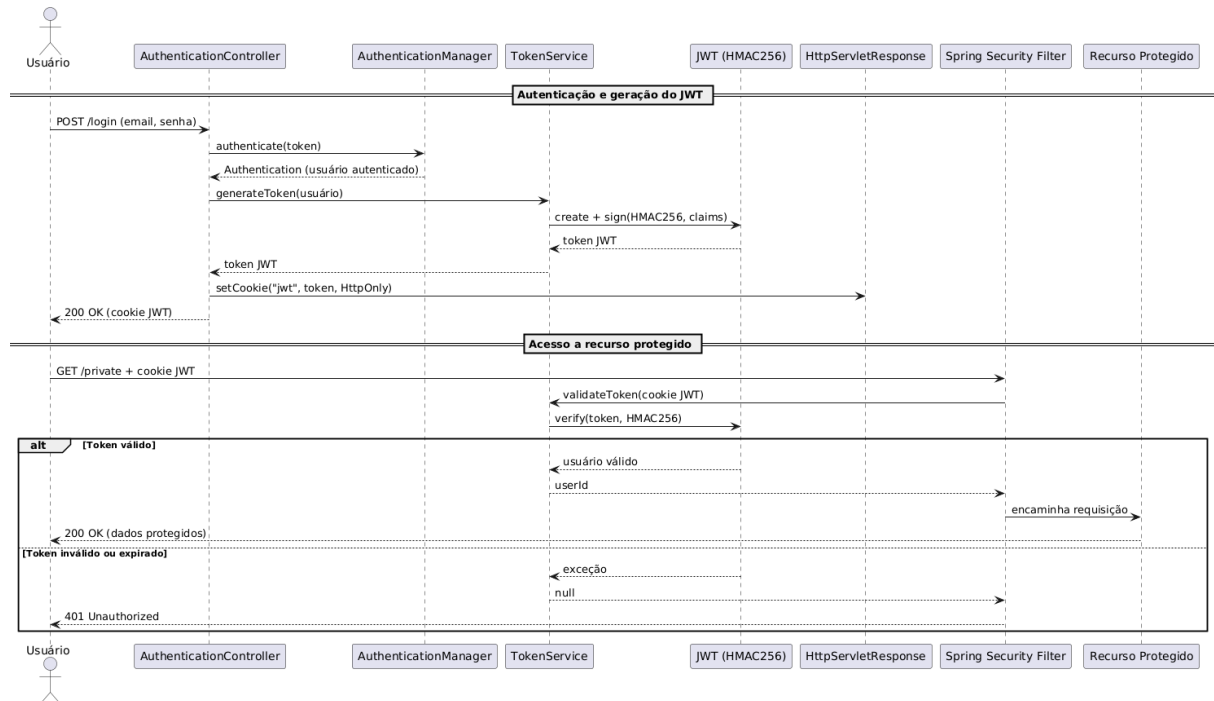 Usuário
AuthenticationController
AuthenticationManager
TokenService
JWT (HMAC256)
HttpServletResponse
Spring Security Filter
Recurso Protegido
Autenticação e geração do JWT
POST /login (email, senha)
authenticate(token)
Authentication (usuário autenticado)
generateToken(usuário)
create + sign(HMAC256, claims)
token JWT
token JWT
setCookie("jwt", token, HttpOnly)
200 OK (cookie JWT)
Acesso a recurso protegido
GET /private + cookie JWT
validateToken(cookie JWT)
verify(token, HMAC256)
alt [Token válido]
usuário válido
userId
encaminha requisição
200 OK (dados protegidos)
[Token inválido ou expirado]
exceção
null
401 Unauthorized
Usuário
AuthenticationController
AuthenticationManager
TokenService
JWT (HMAC256)
HttpServletResponse
Spring Security Filter
Recurso Protegido